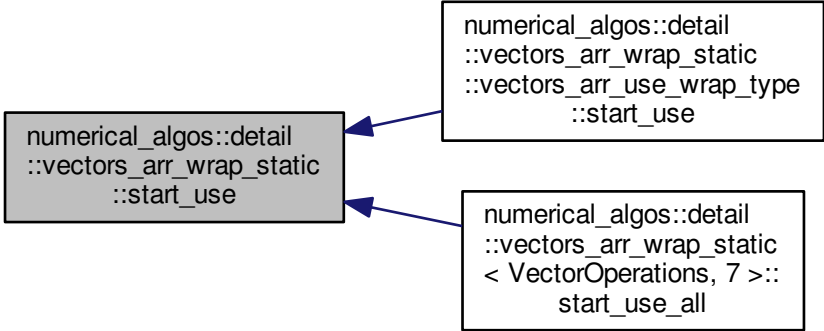 numerical_algos::detail
::vectors_arr_wrap_static
::start_use
numerical_algos::detail
::vectors_arr_wrap_static
::vectors_arr_use_wrap_type
::start_use
numerical_algos::detail
::vectors_arr_wrap_static
< VectorOperations, 7 >::
start_use_all